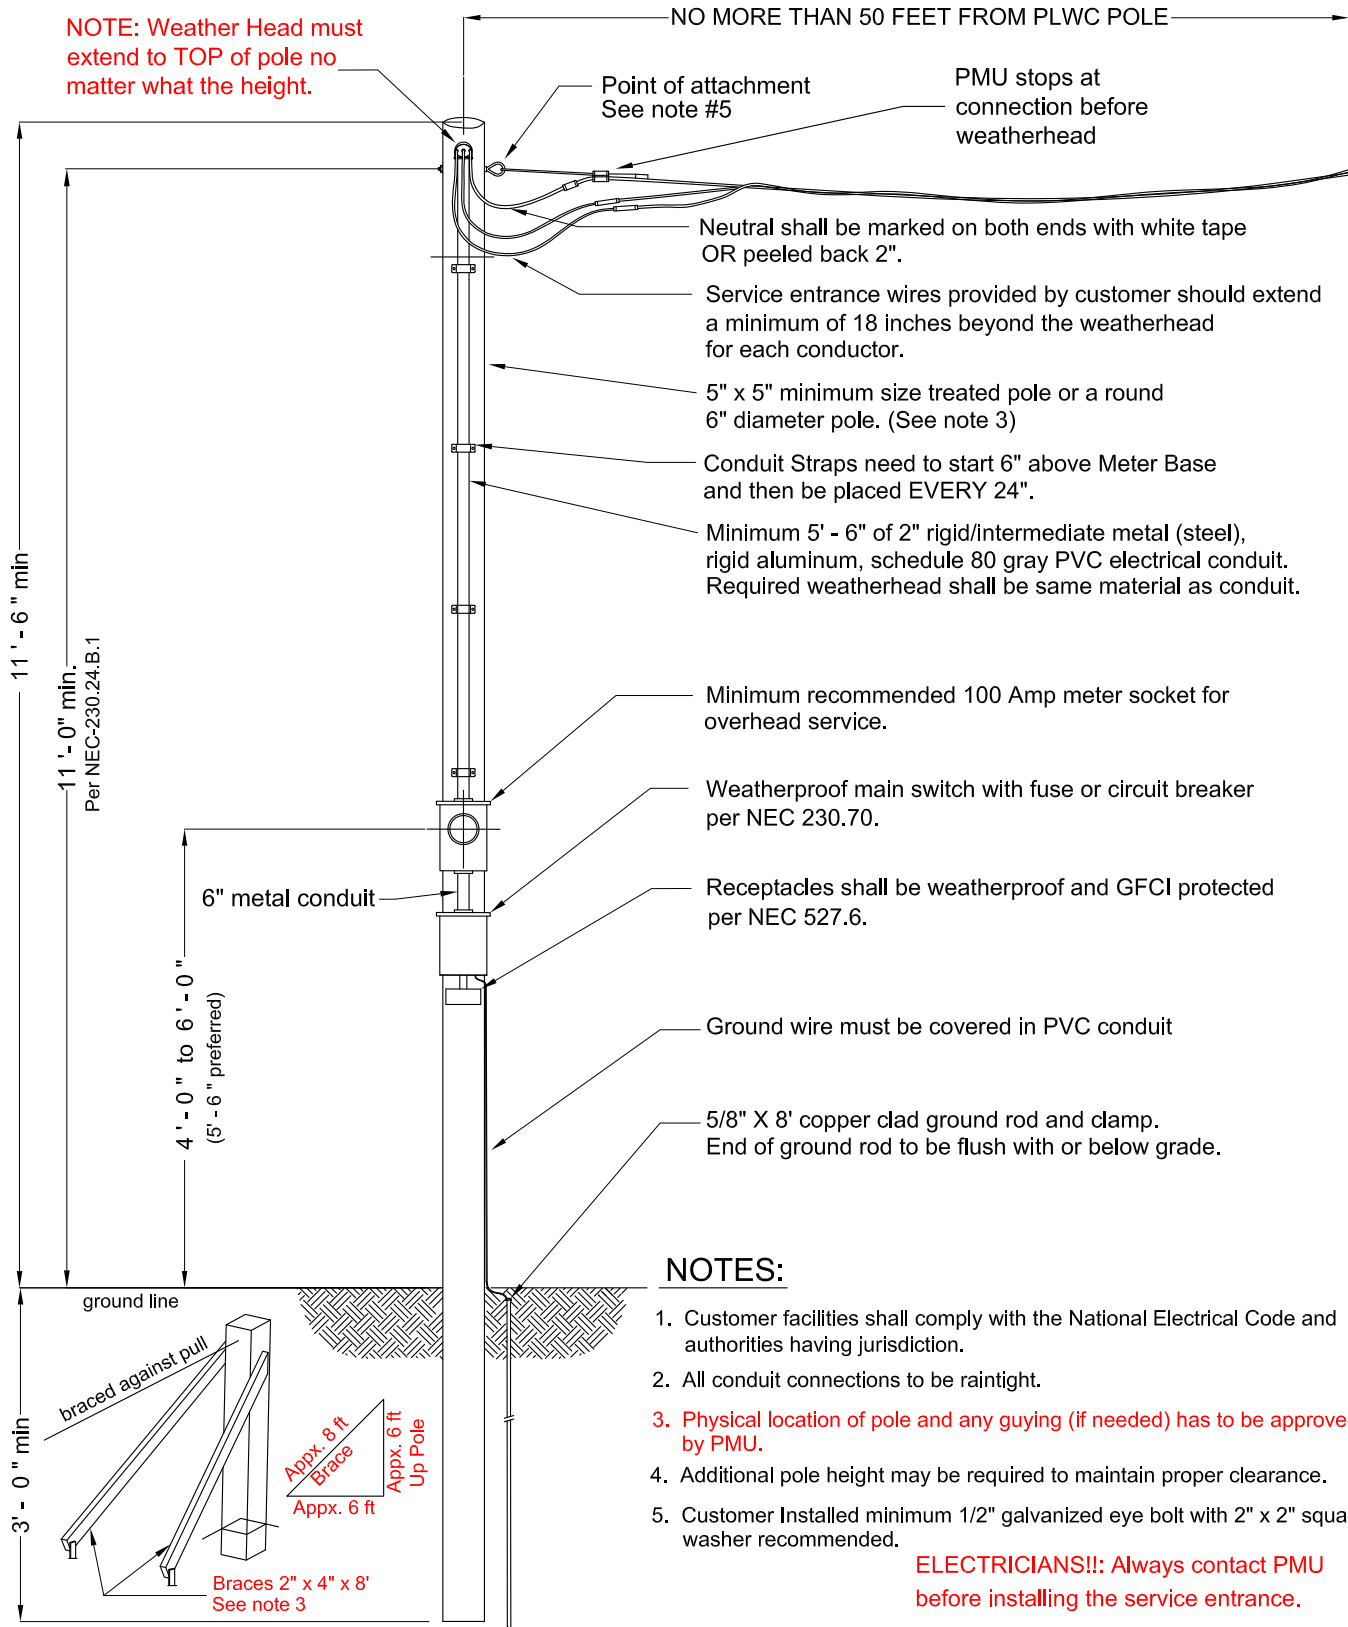 NO MORE THAN 50 FEET FROM PLWC POLE
NOTE: Weather Head must
extend to TOP of pole no
matter what the height.
Point of attachment
See note #5
PMU stops at
connection before
weatherhead
Neutral shall be marked on both ends with white tape
OR peeled back 2".
Service entrance wires provided by customer should extend
a minimum of 18 inches beyond the weatherhead
for each conductor.
5" x 5" minimum size treated pole or a round
6" diameter pole. (See note 3)
Conduit Straps need to start 6" above Meter Base
and then be placed EVERY 24".
Minimum 5' - 6" of 2" rigid/intermediate metal (steel),
rigid aluminum, schedule 80 gray PVC electrical conduit.
Required weatherhead shall be same material as conduit.
11 ' - 6 " min
11 '- 0" min.
Per NEC-230.24.B.1
Minimum recommended 100 Amp meter socket for
overhead service.
Weatherproof main switch with fuse or circuit breaker
per NEC 230.70.
6" metal conduit
Receptacles shall be weatherproof and GFCI protected
per NEC 527.6.
4 ' - 0 " to 6 ' - 0 "
(5' - 6 " preferred)
Ground wire must be covered in PVC conduit
5/8" X 8' copper clad ground rod and clamp.
End of ground rod to be flush with or below grade.
ground line
braced against pull
3' - 0 " min
Appx. 8 ft
Brace
Appx. 6 ft
Up Pole
Appx. 6 ft
Braces 2" x 4" x 8'
See note 3
NOTES:
1. Customer facilities shall comply with the National Electrical Code and
authorities having jurisdiction.
2. All conduit connections to be raintight.
3. Physical location of pole and any guying (if needed) has to be approve
by PMU.
4. Additional pole height may be required to maintain proper clearance.
5. Customer Installed minimum 1/2" galvanized eye bolt with 2" x 2" squa
washer recommended.
ELECTRICIANS!!: Always contact PMU
before installing the service entrance.